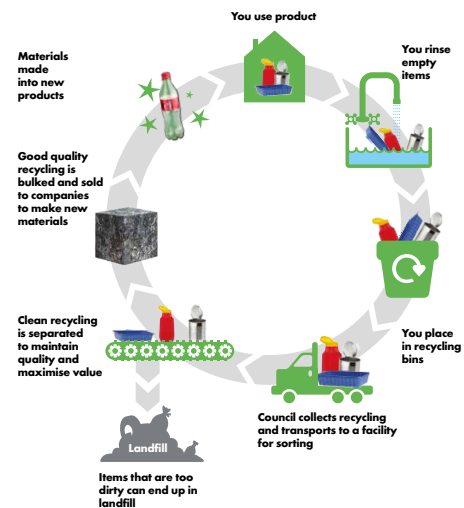 You use product
You rinse
empty
items
You place
in recycling
bins
Council collects recycling
and transports to a facility
for sorting
Clean recycling
is separated
to maintain
quality and
maximise value
Landfill
Items that are too
dirty can end up in
landfill
Good quality
recycling is
bulked and sold
to companies
to make new
materials
Materials
made
into new
products